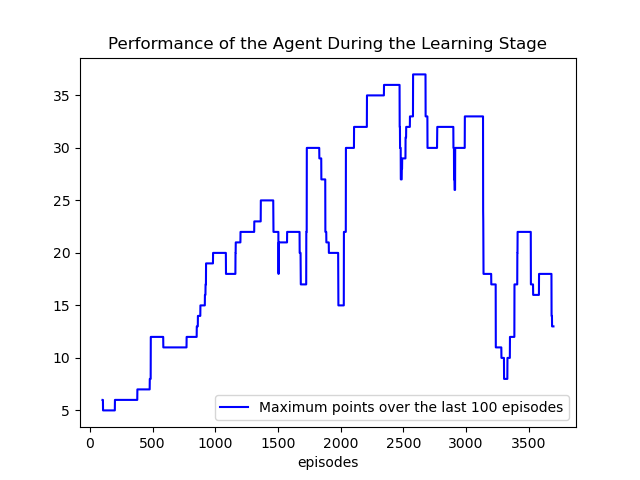 Performance of the Agent During the Learning Stage
35
30
25
20
15
10
5
Maximum points over the last 100 episodes
0 500 1000 1500 2000 2500 3000 3500
episodes